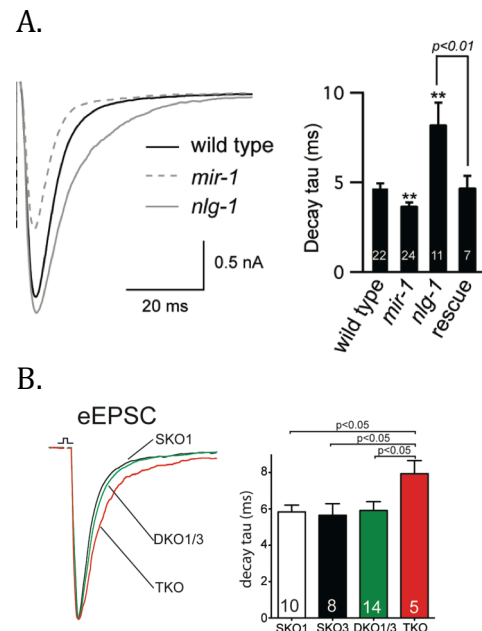 A.
wild type
mir-1
nlg-1
0.5 nA
20 ms
p<0.01
Decay tau (ms)
10
5
0
**
**
22
24
11
7
wild type
mir-1
nlg-1
rescue
B.
eEPSC
SKO1
DKO1/3
TKO
p<0.05
p<0.05
p<0.05
decay tau (ms)
8
6
4
2
0
10
8
14
5
SKO1
SKO3
DKO1/3
TKO